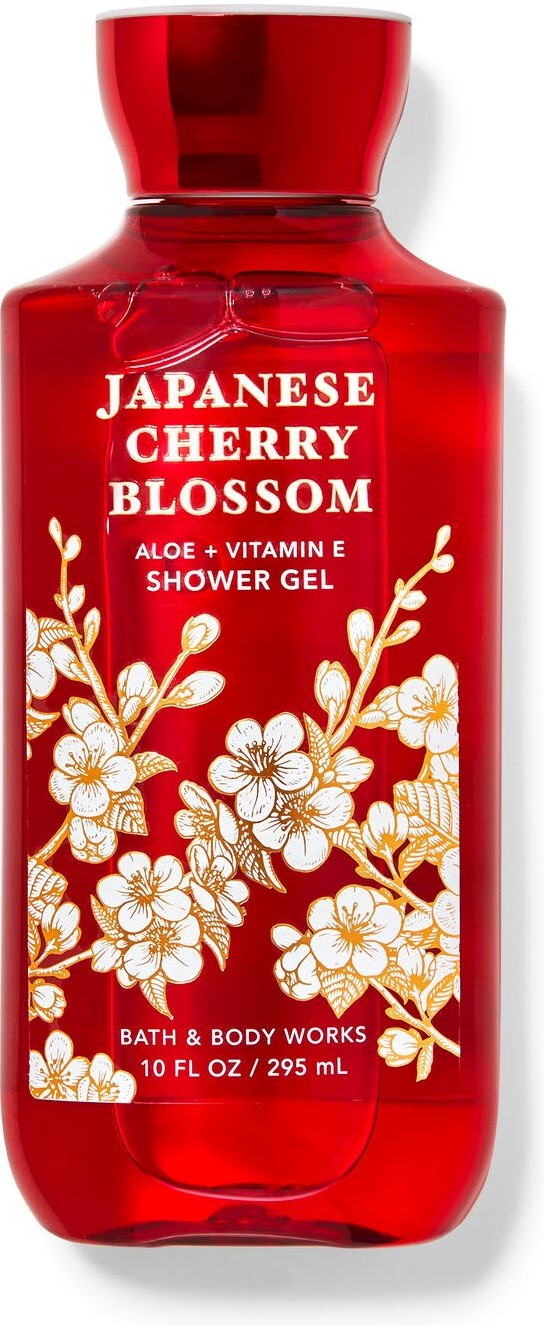 JAPANESE
CHERRY
BLOSSOM
ALOE + VITAMIN E
SHOWER GEL
BATH & BODY WORKS
10 FL OZ / 295 mL